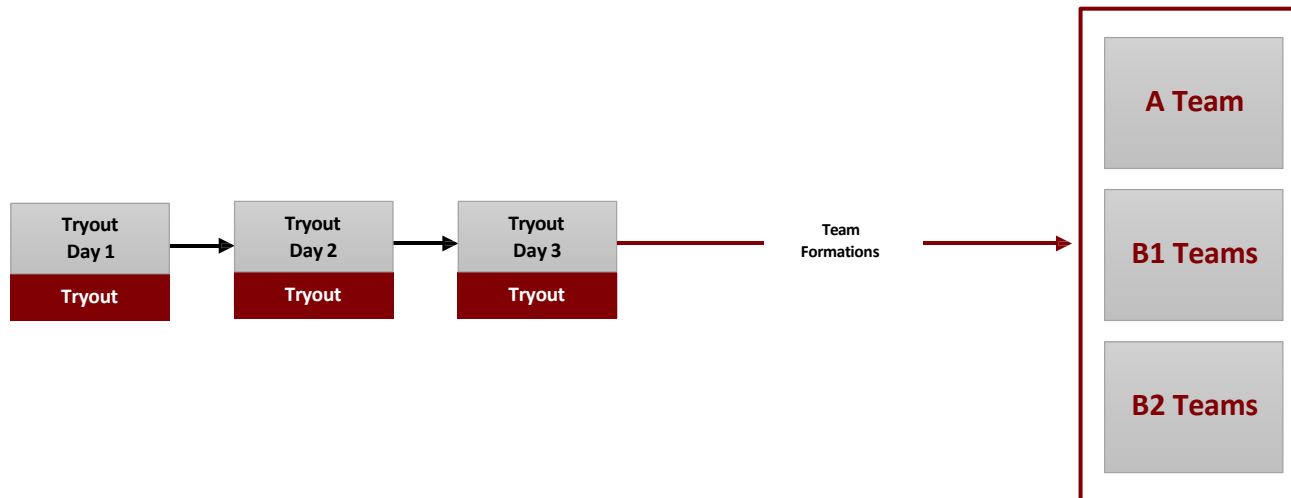 Tryout
Day 1
Tryout
Tryout
Day 2
Tryout
Tryout
Day 3
Tryout
Team
Formations
A Team
B1 Teams
B2 Teams